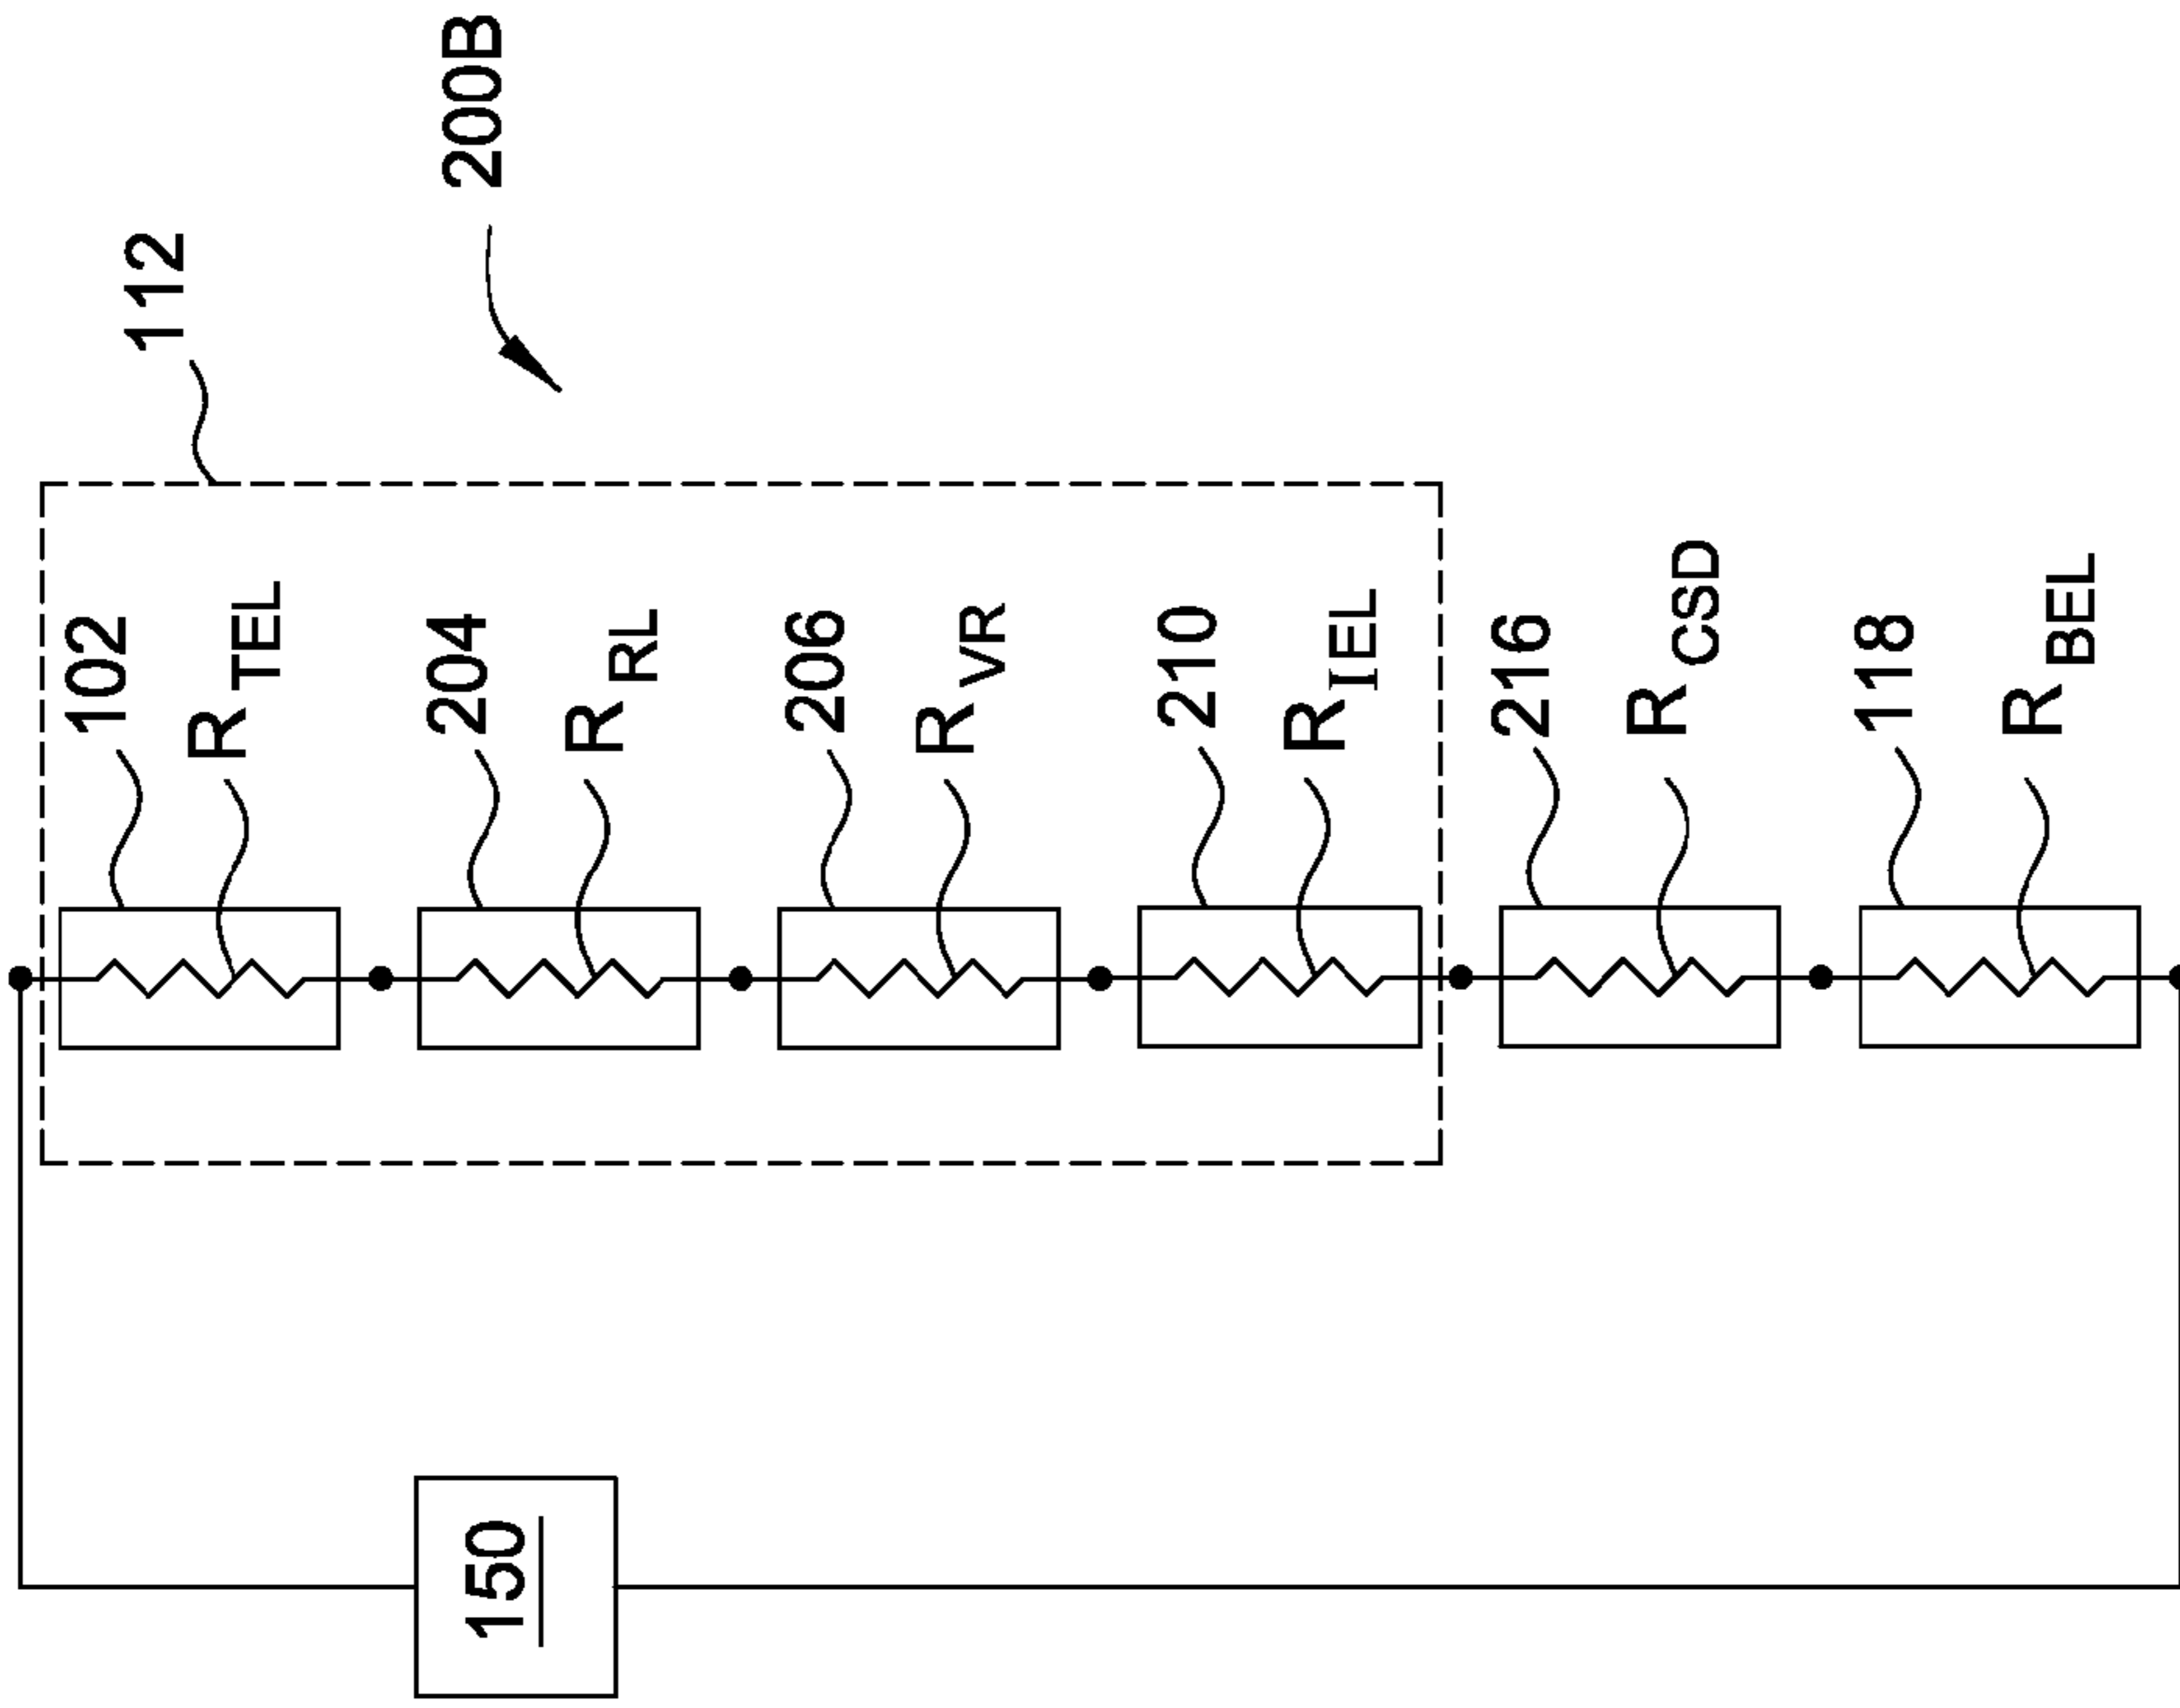 200B
112
102
R TEL
204
R RL
206
R VR
210
R IEL
216
R CSD
118
R BEL
150